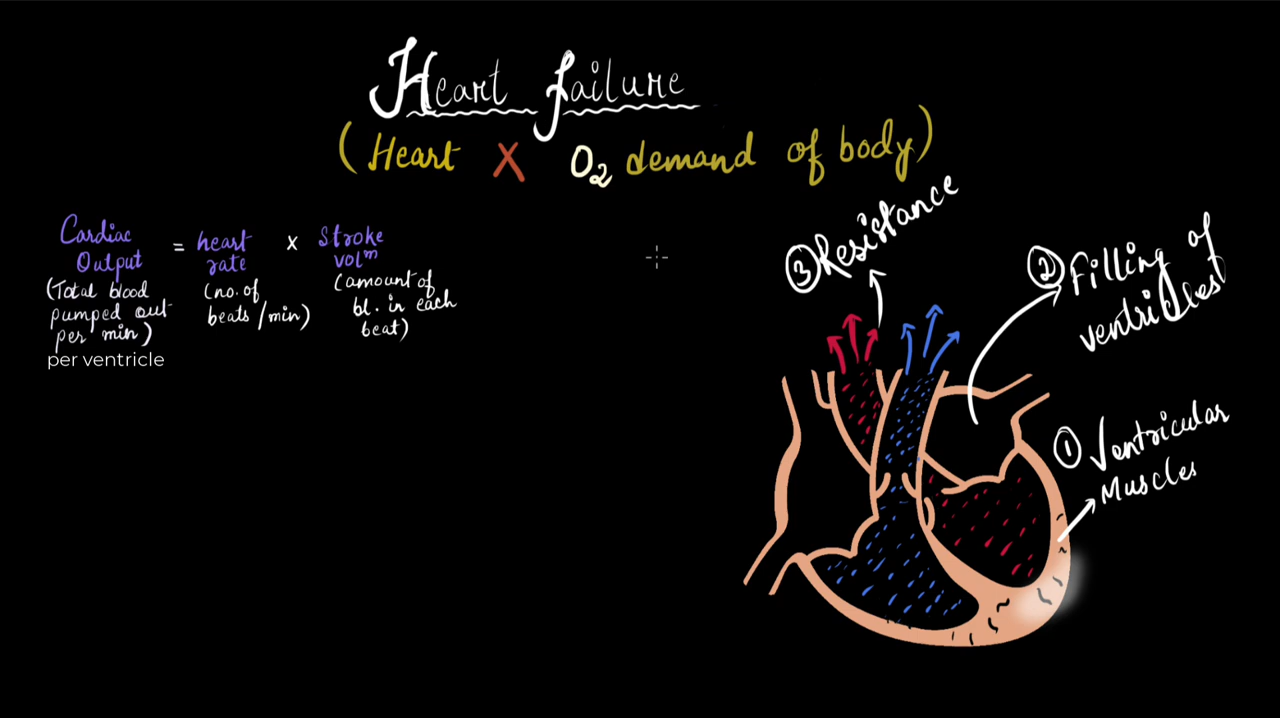 Heart failure
(Heart X O2 demand of body)
Cardiac Output = heart rate x Stroke volm
(Total blood pumped out per min)
per ventricle
(no. of beats/min)
(amount of bl. in each beat)
③ Resistance
② Filling of ventricles
① Ventricular Muscles